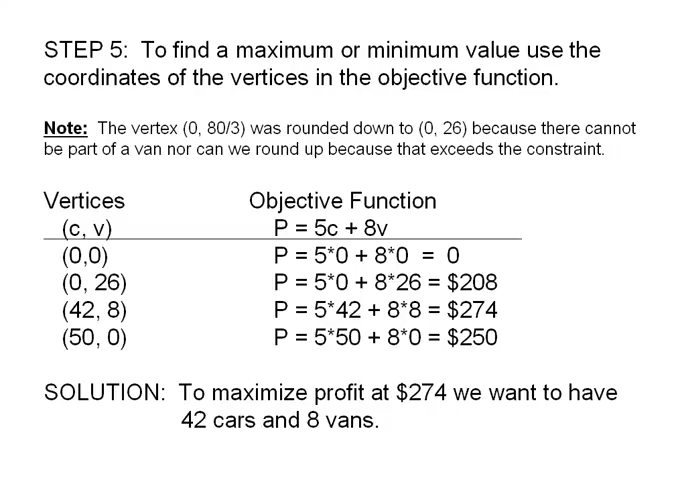 STEP 5:  To find a maximum or minimum value use the
coordinates of the vertices in the objective function.
Note:  The vertex (0, 80/3) was rounded down to (0, 26) because there cannot
be part of a van nor can we round up because that exceeds the constraint.
Vertices Objective Function
(c, v) P = 5c + 8v
(0,0) P = 5*0 + 8*0  =  0
(0, 26) P = 5*0 + 8*26 = $208
(42, 8) P = 5*42 + 8*8 = $274
(50, 0) P = 5*50 + 8*0 = $250
SOLUTION:  To maximize profit at $274 we want to have
42 cars and 8 vans.